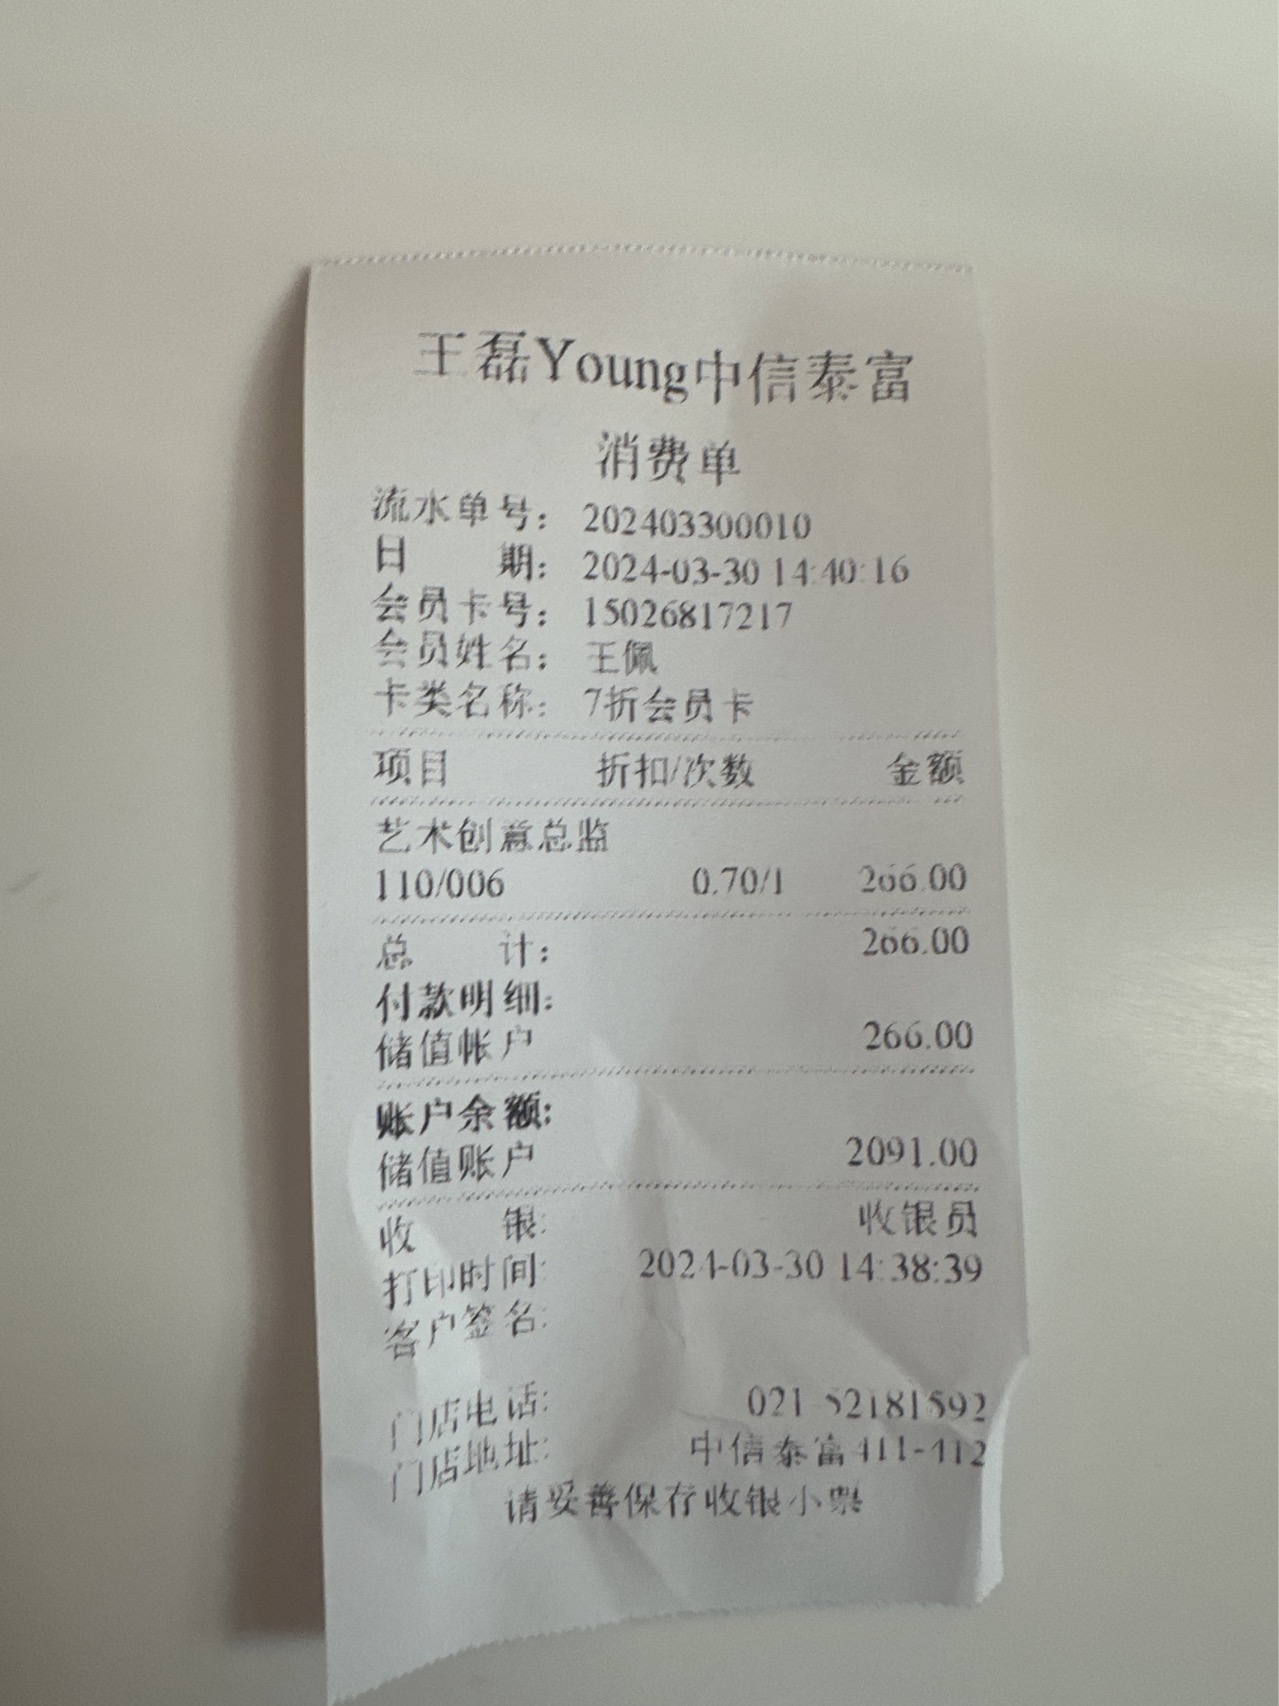 王磊Young中信泰富
消费单
流水单号： 202403300010
日 期： 2024-03-30 14:40:16
会员卡号： 15026817217
会员姓名： 王佩
卡类名称： 7折会员卡
项目 折扣/次数 金额
艺术创意总监
110/006 0.70/1 266.00
总 计： 266.00
付款明细：
储值帐户 266.00
账户余额：
储值账户 2091.00
收 银： 收银员
打印时间： 2024-03-30 14:38:39
客户签名：
门店电话： 021-52181592
门店地址： 中信泰富411-412
请妥善保存收银小票